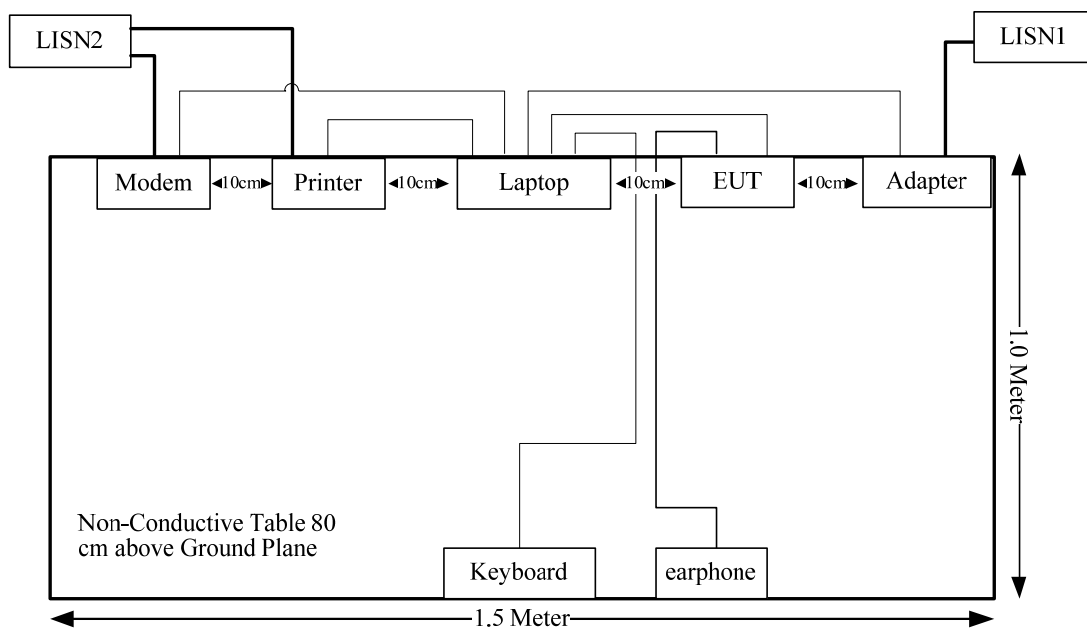 LISN2
LISN1
Modem
10cm
Printer
10cm
Laptop
10cm
EUT
10cm
Adapter
1.0 Meter
Non-Conductive Table 80
cm above Ground Plane
Keyboard
earphone
1.5 Meter